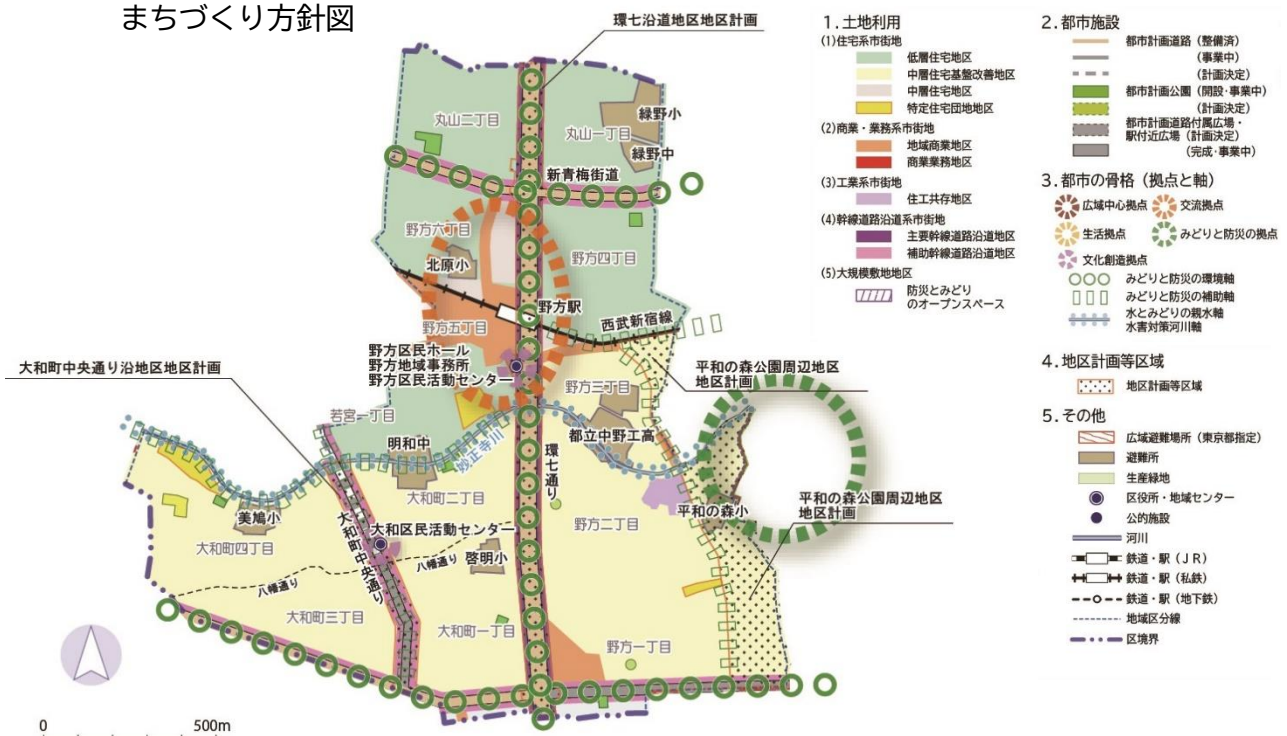 まちづくり方針図
環七沿道地区地区計画
丸山二丁目
丸山一丁目
緑野小
緑野中
新青梅街道
野方六丁目
北原小
野方四丁目
野方駅
野方五丁目
西武新宿線
野方区民ホール
野方地域事務所
野方区民活動センター
大和町中央通り沿地区地区計画
平和の森公園周辺地区
地区計画
野方三丁目
若宮一丁目
明和中
妙正寺川
都立中野工高
環七通り
大和町二丁目
平和の森公園周辺地区
地区計画
美鳩小
大和町中央通り
大和区民活動センター
野方二丁目
平和の森小
大和町四丁目
八幡通り
啓明小
八幡通り
大和町三丁目
大和町一丁目
野方一丁目
0 500m
1.土地利用
(1)住宅系市街地
低層住宅地区
中層住宅基盤改善地区
中層住宅地区
特定住宅団地地区
(2)商業・業務系市街地
地域商業地区
商業業務地区
(3)工業系市街地
住工共存地区
(4)幹線道路沿道系市街地
主要幹線道路沿道地区
補助幹線道路沿道地区
(5)大規模敷地地区
防災とみどり
のオープンスペース
2.都市施設
都市計画道路(整備済)
(事業中)
(計画決定)
都市計画公園(開設・事業中)
(計画決定)
都市計画道路付属広場・
駅付近広場(計画決定)
(完成・事業中)
3.都市の骨格(拠点と軸)
広域中心拠点 交流拠点
生活拠点 みどりと防災の拠点
文化創造拠点
みどりと防災の環境軸
みどりと防災の補助軸
水とみどりの親水軸
水害対策河川軸
4.地区計画等区域
地区計画等区域
5.その他
広域避難場所(東京都指定)
避難所
生産緑地
区役所・地域センター
公的施設
河川
鉄道・駅(JR)
鉄道・駅(私鉄)
鉄道・駅(地下鉄)
地域区分線
区境界